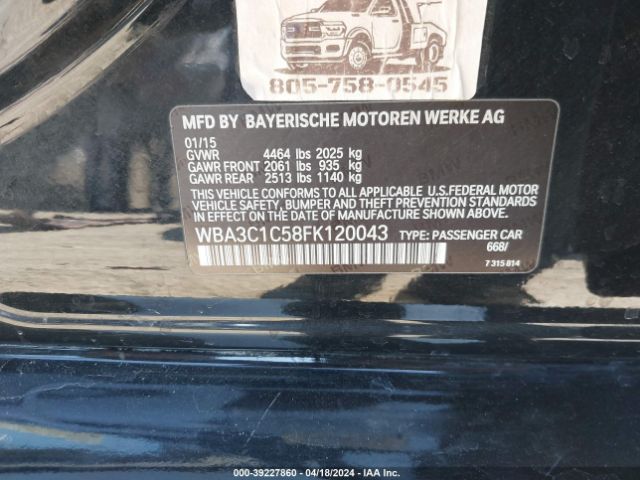 805-758-0545
MFD BY BAYERISCHE MOTOREN WERKE AG
01/15
GVWR 4464 lbs 2025 kg
GAWR FRONT 2061 lbs 935 kg
GAWR REAR 2513 lbs 1140 kg
THIS VEHICLE CONFORMS TO ALL APPLICABLE U.S.FEDERAL MOTOR
VEHICLE SAFETY, BUMPER AND THEFT PREVENTION STANDARDS
IN EFFECT ON THE DATE OF MANUFACTURE SHOWN ABOVE.
WBA3C1C58FK120043 TYPE: PASSENGER CAR
668/
7 315 814
000-39227860 - 04/18/2024 - IAA Inc.